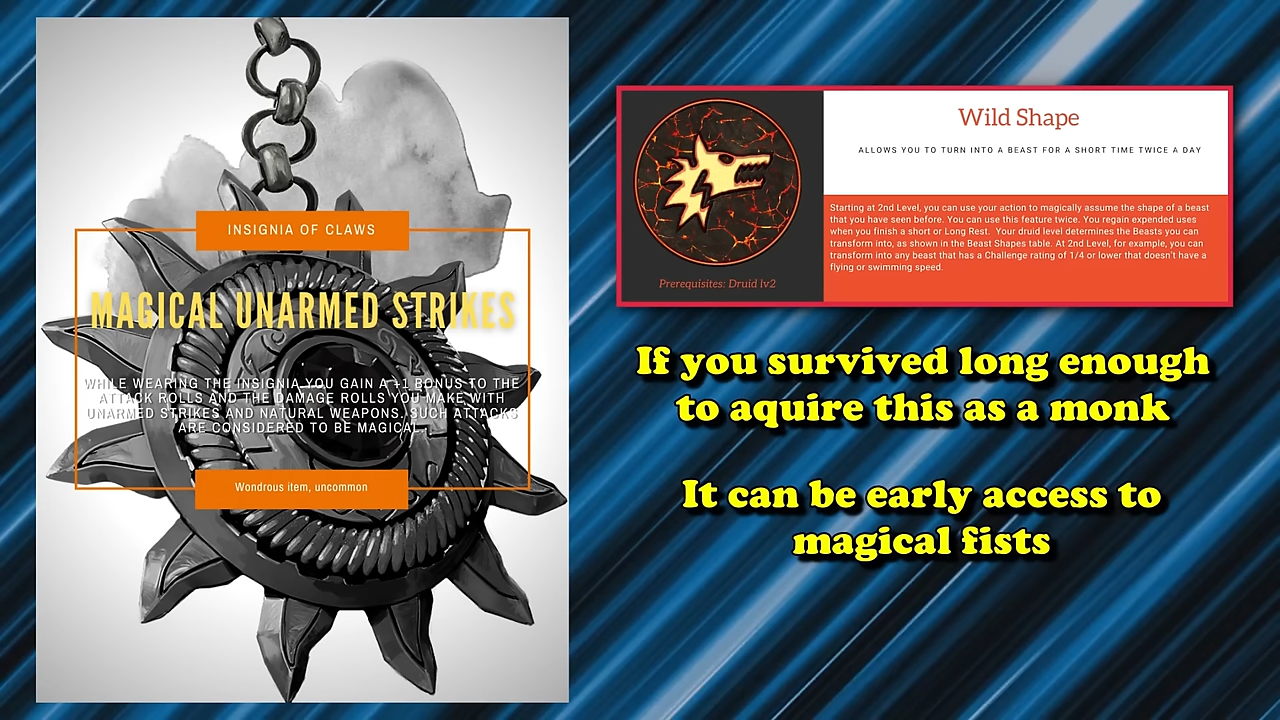 INSIGNIA OF CLAWS
MAGICAL UNARMED STRIKES
WHILE WEARING THE INSIGNIA YOU GAIN A +1 BONUS TO THE
ATTACK ROLLS AND THE DAMAGE ROLLS YOU MAKE WITH
UNARMED STRIKES AND NATURAL WEAPONS. SUCH ATTACKS
ARE CONSIDERED TO BE MAGICAL.
Wondrous item, uncommon
Wild Shape
ALLOWS YOU TO TURN INTO A BEAST FOR A SHORT TIME TWICE A DAY
Starting at 2nd Level, you can use your action to magically assume the shape of a beast
that you have seen before. You can use this feature twice. You regain expended uses
when you finish a short or Long Rest. Your druid level determines the Beasts you can
transform into, as shown in the Beast Shapes table. At 2nd Level, for example, you can
transform into any beast that has a Challenge rating of 1/4 or lower that doesn't have a
flying or swimming speed.
Prerequisites: Druid lv2
If you survived long enough
to aquire this as a monk
It can be early access to
magical fists